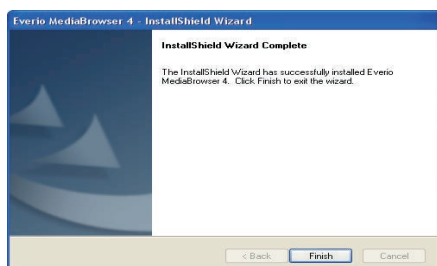 Everio MediaBrowser 4 - InstallShield Wizard
InstallShield Wizard Complete
The InstallShield Wizard has successfully installed Everio
MediaBrowser 4. Click Finish to exit the wizard.
< Back
Finish
Cancel